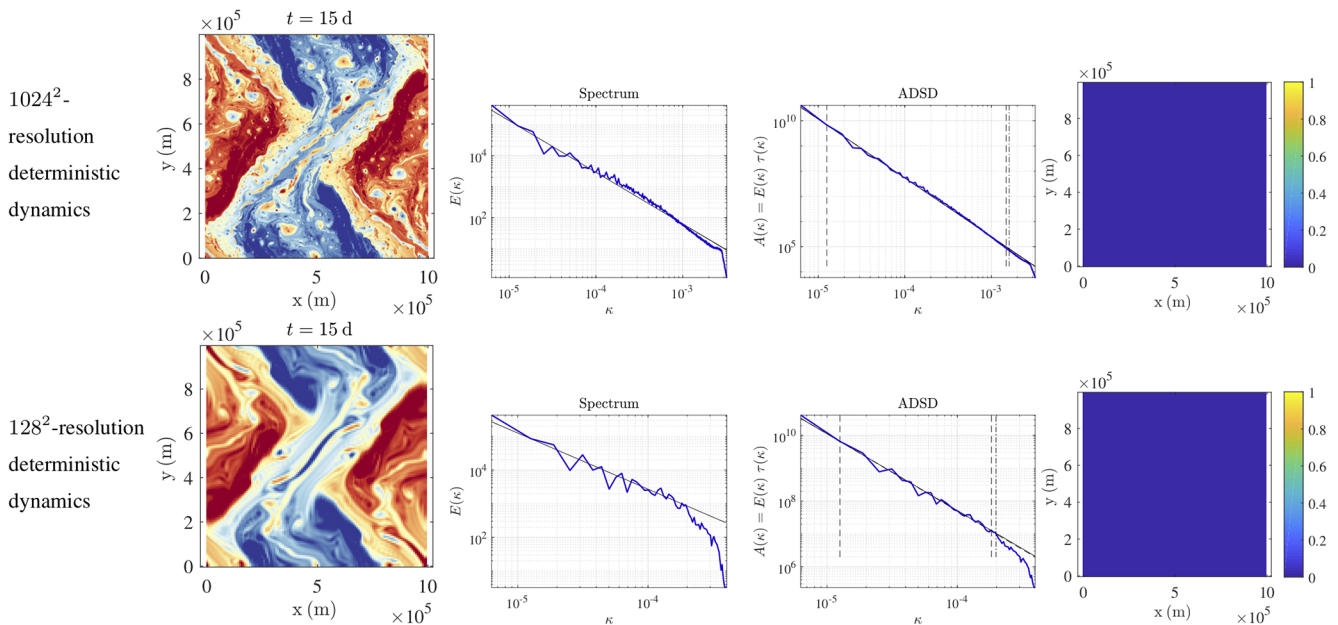 1024²-
resolution
deterministic
dynamics
×10⁵
t = 15 d
y (m)
8
6
4
2
0
0
5
10
x (m)
×10⁵
Spectrum
E(κ)
10⁴
10²
10⁻⁵
10⁻⁴
10⁻³
κ
ADSD
A(κ) = E(κ) τ(κ)
10¹⁰
10⁵
10⁻⁵
10⁻⁴
10⁻³
κ
×10⁵
y (m)
8
6
4
2
0
0
5
10
x (m)
×10⁵
1
0.8
0.6
0.4
0.2
0
128²-resolution
deterministic
dynamics
×10⁵
t = 15 d
y (m)
8
6
4
2
0
0
5
10
x (m)
×10⁵
Spectrum
E(κ)
10⁴
10²
10⁻⁵
10⁻⁴
κ
ADSD
A(κ) = E(κ) τ(κ)
10¹⁰
10⁸
10⁶
10⁻⁵
10⁻⁴
κ
×10⁵
y (m)
8
6
4
2
0
0
5
10
x (m)
×10⁵
1
0.8
0.6
0.4
0.2
0